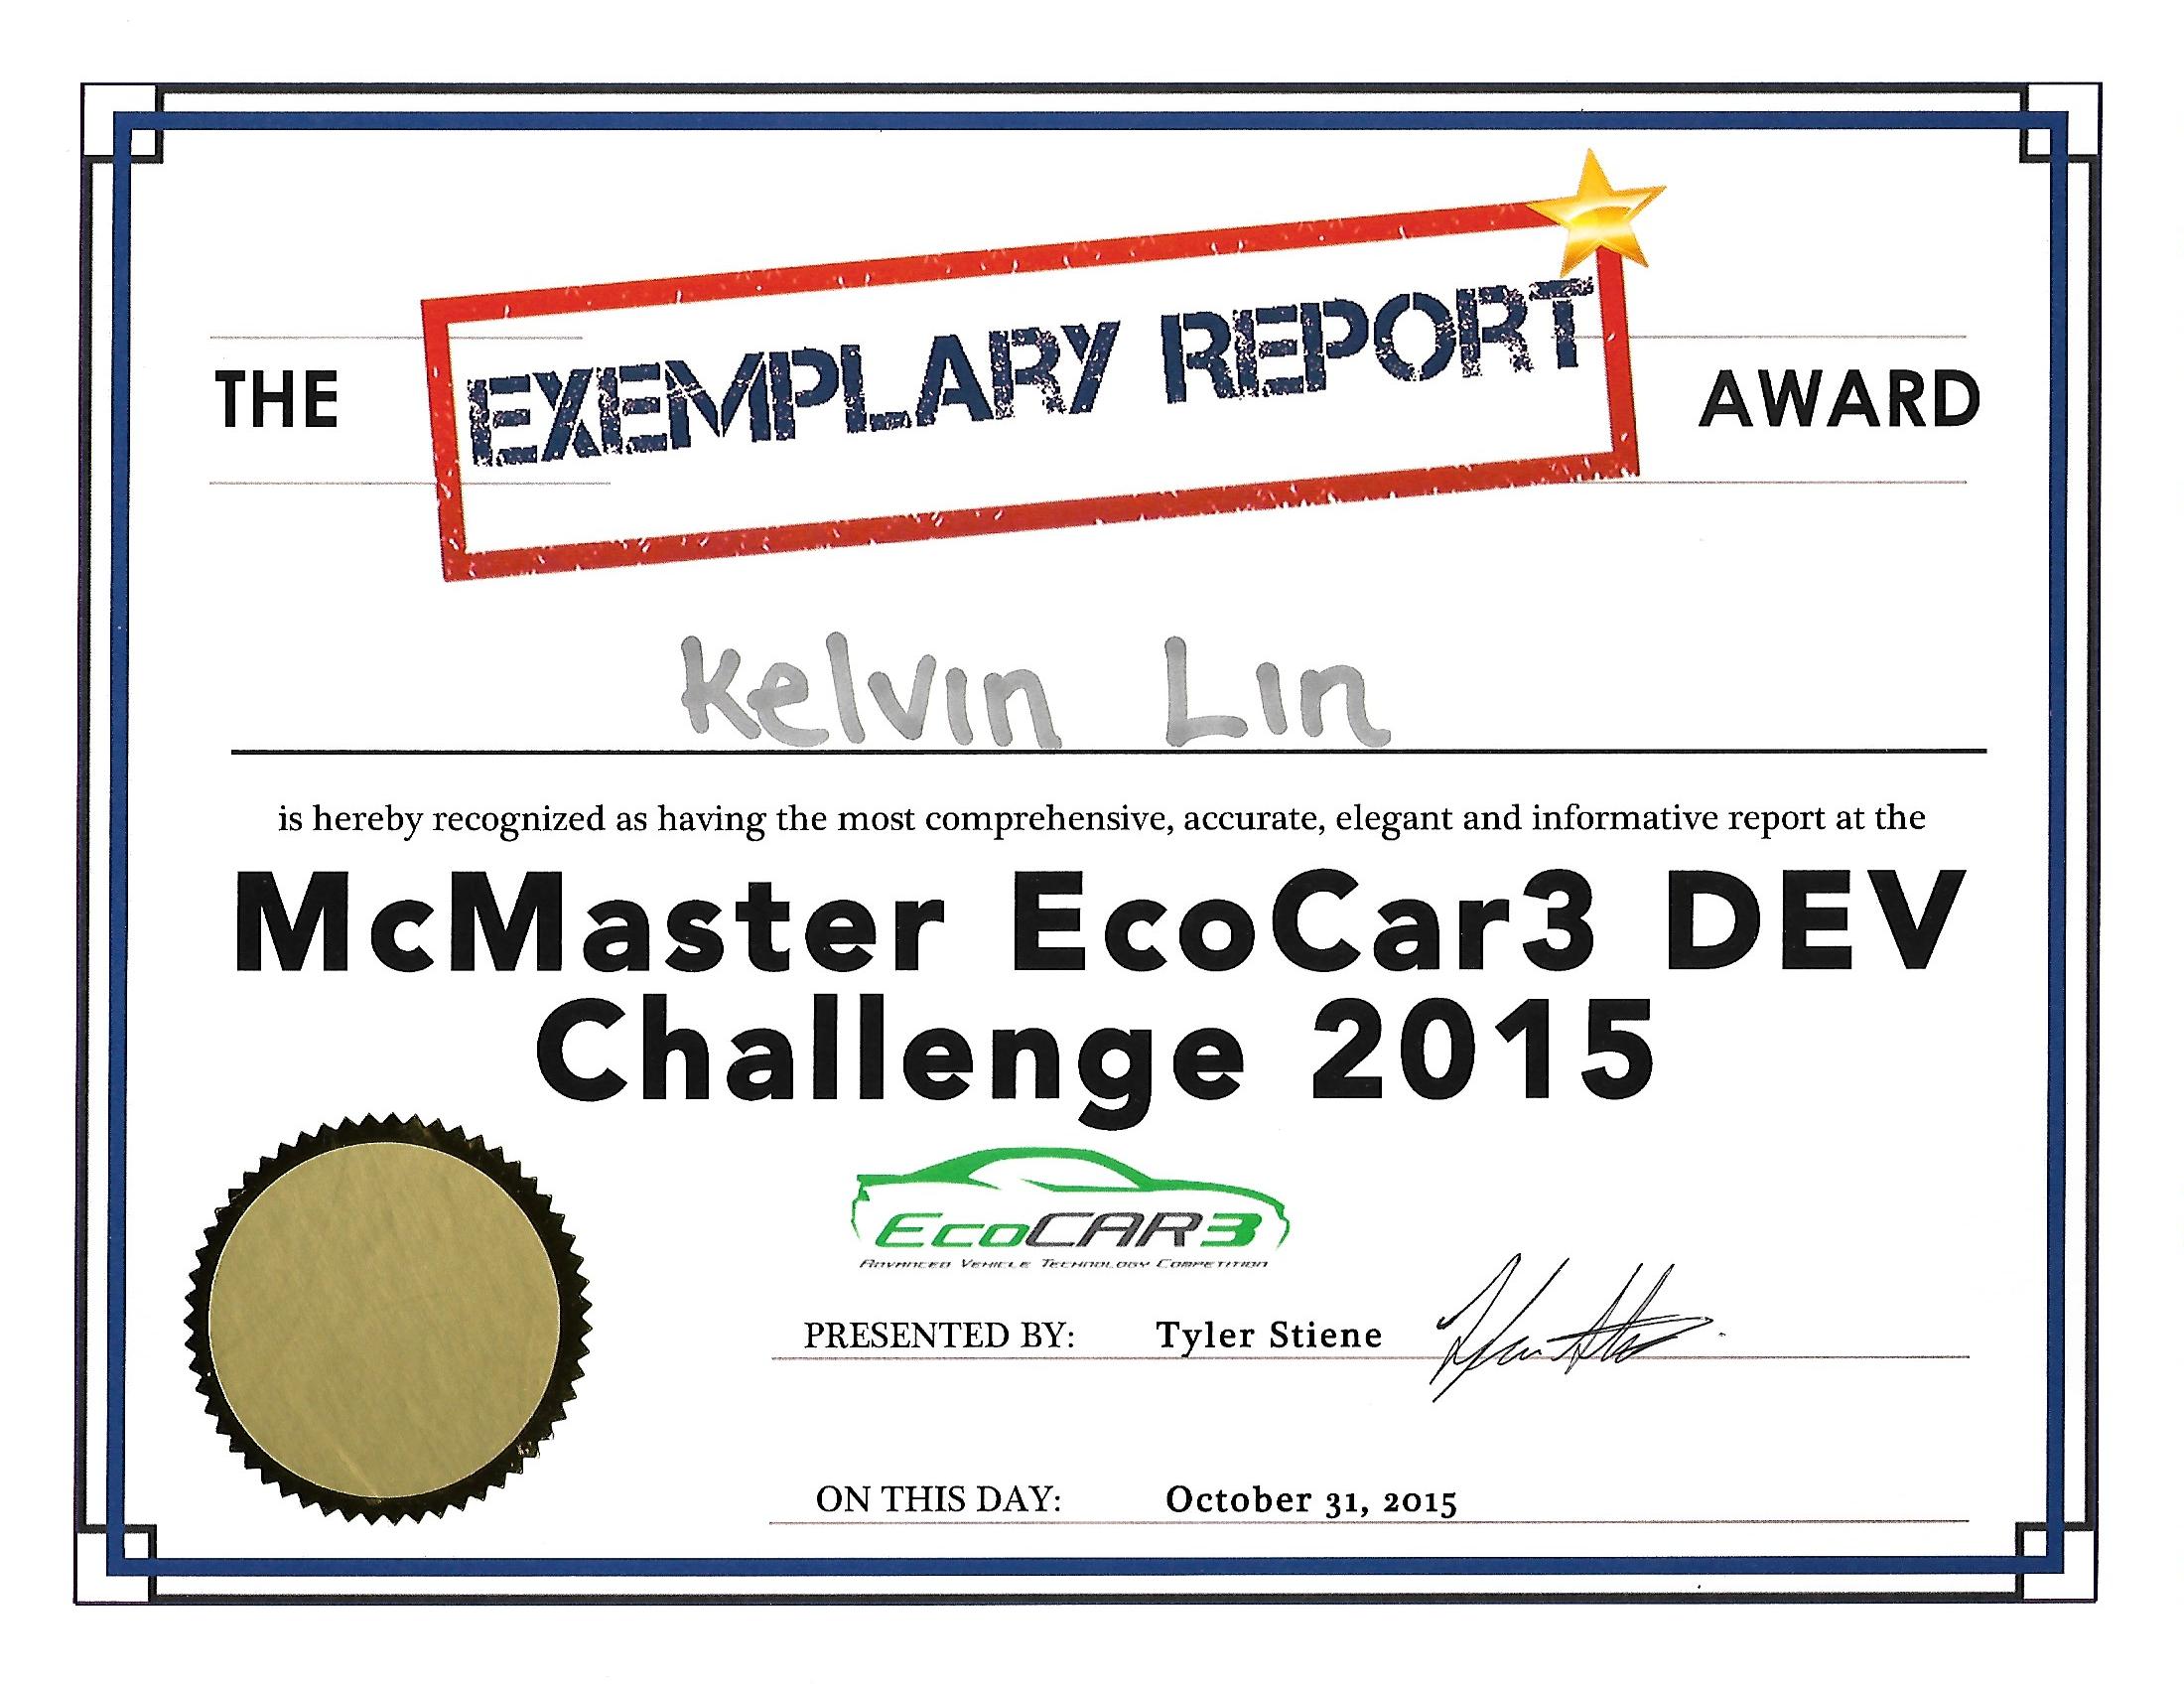 THE EXEMPLARY REPORT AWARD
Kelvin Lin
is hereby recognized as having the most comprehensive, accurate, elegant and informative report at the
McMaster EcoCar3 DEV
Challenge 2015
EcoCAR3
Advanced Vehicle Technology Competition
PRESENTED BY: Tyler Stiene
ON THIS DAY: October 31, 2015